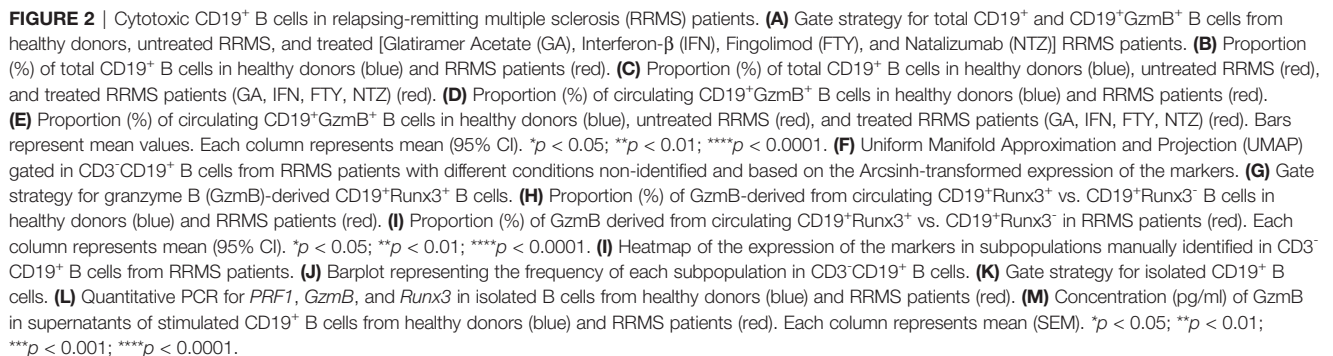 FIGURE 2 | Cytotoxic CD19⁺ B cells in relapsing-remitting multiple sclerosis (RRMS) patients. (A) Gate strategy for total CD19⁺ and CD19⁺GzmB⁺ B cells from
healthy donors, untreated RRMS, and treated [Glatiramer Acetate (GA), Interferon-β (IFN), Fingolimod (FTY), and Natalizumab (NTZ)] RRMS patients. (B) Proportion
(%) of total CD19⁺ B cells in healthy donors (blue) and RRMS patients (red). (C) Proportion (%) of total CD19⁺ B cells in healthy donors (blue), untreated RRMS (red),
and treated RRMS patients (GA, IFN, FTY, NTZ) (red). (D) Proportion (%) of circulating CD19⁺GzmB⁺ B cells in healthy donors (blue) and RRMS patients (red).
(E) Proportion (%) of circulating CD19⁺GzmB⁺ B cells in healthy donors (blue), untreated RRMS (red), and treated RRMS patients (GA, IFN, FTY, NTZ) (red). Bars
represent mean values. Each column represents mean (95% CI). *p < 0.05; **p < 0.01; ****p < 0.0001. (F) Uniform Manifold Approximation and Projection (UMAP)
gated in CD3⁻CD19⁺ B cells from RRMS patients with different conditions non-identified and based on the Arcsinh-transformed expression of the markers. (G) Gate
strategy for granzyme B (GzmB)-derived CD19⁺Runx3⁺ B cells. (H) Proportion (%) of GzmB-derived from circulating CD19⁺Runx3⁺ vs. CD19⁺Runx3⁻ B cells in
healthy donors (blue) and RRMS patients (red). (I) Proportion (%) of GzmB derived from circulating CD19⁺Runx3⁺ vs. CD19⁺Runx3⁻ in RRMS patients (red). Each
column represents mean (95% CI). *p < 0.05; **p < 0.01; ****p < 0.0001. (I) Heatmap of the expression of the markers in subpopulations manually identified in CD3⁻
CD19⁺ B cells from RRMS patients. (J) Barplot representing the frequency of each subpopulation in CD3⁻CD19⁺ B cells. (K) Gate strategy for isolated CD19⁺ B
cells. (L) Quantitative PCR for PRF1, GzmB, and Runx3 in isolated B cells from healthy donors (blue) and RRMS patients (red). (M) Concentration (pg/ml) of GzmB
in supernatants of stimulated CD19⁺ B cells from healthy donors (blue) and RRMS patients (red). Each column represents mean (SEM). *p < 0.05; **p < 0.01;
***p < 0.001; ****p < 0.0001.